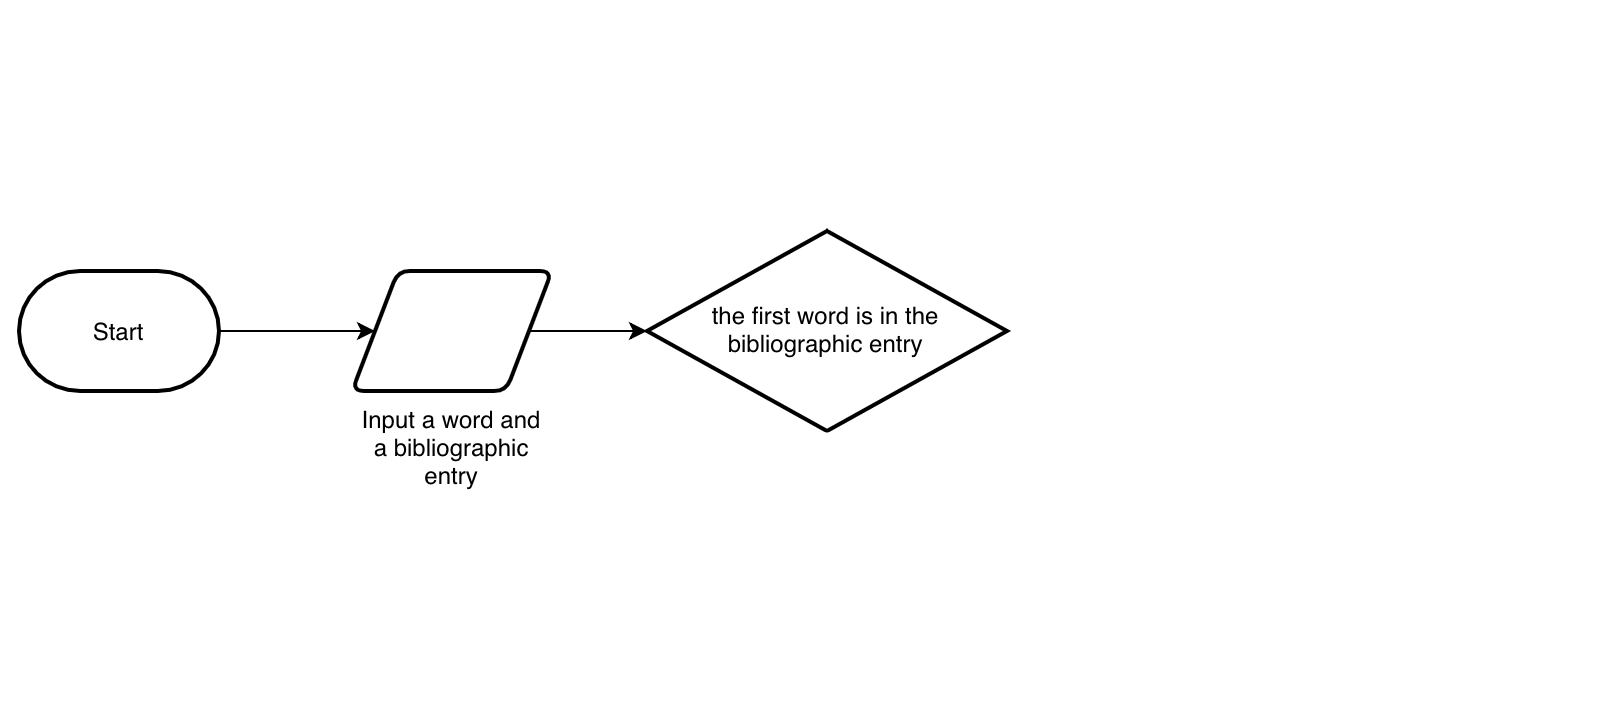 Start
Input a word and
a bibliographic
entry
the first word is in the
bibliographic entry